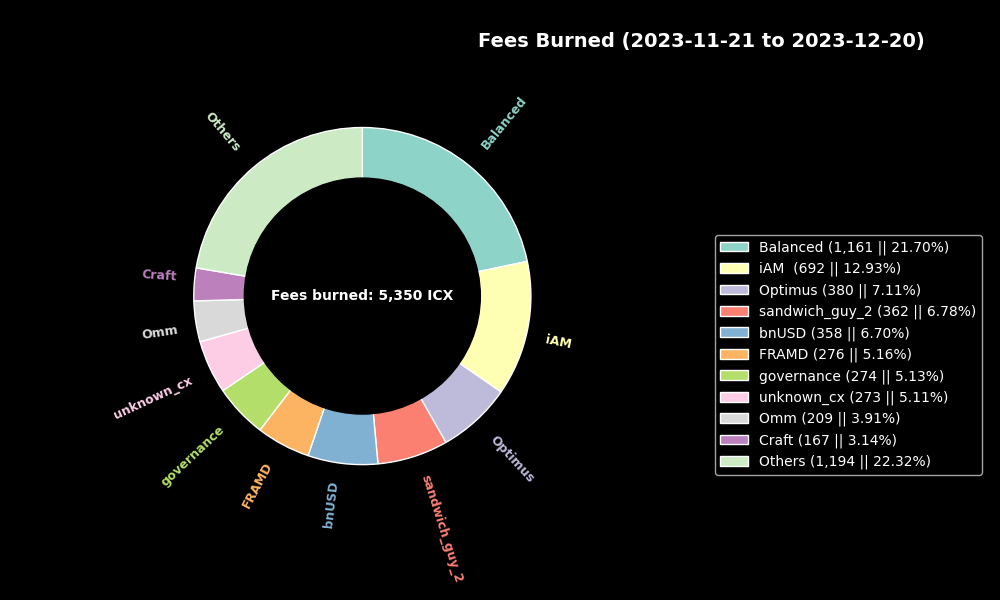 Fees Burned (2023-11-21 to 2023-12-20)
Balanced
Others
iAM
Craft
Omm
unknown_cx
governance
FRAMD
bnUSD
sandwich_guy_2
Optimus
Fees burned: 5,350 ICX
Balanced (1,161 || 21.70%)
iAM  (692 || 12.93%)
Optimus (380 || 7.11%)
sandwich_guy_2 (362 || 6.78%)
bnUSD (358 || 6.70%)
FRAMD (276 || 5.16%)
governance (274 || 5.13%)
unknown_cx (273 || 5.11%)
Omm (209 || 3.91%)
Craft (167 || 3.14%)
Others (1,194 || 22.32%)